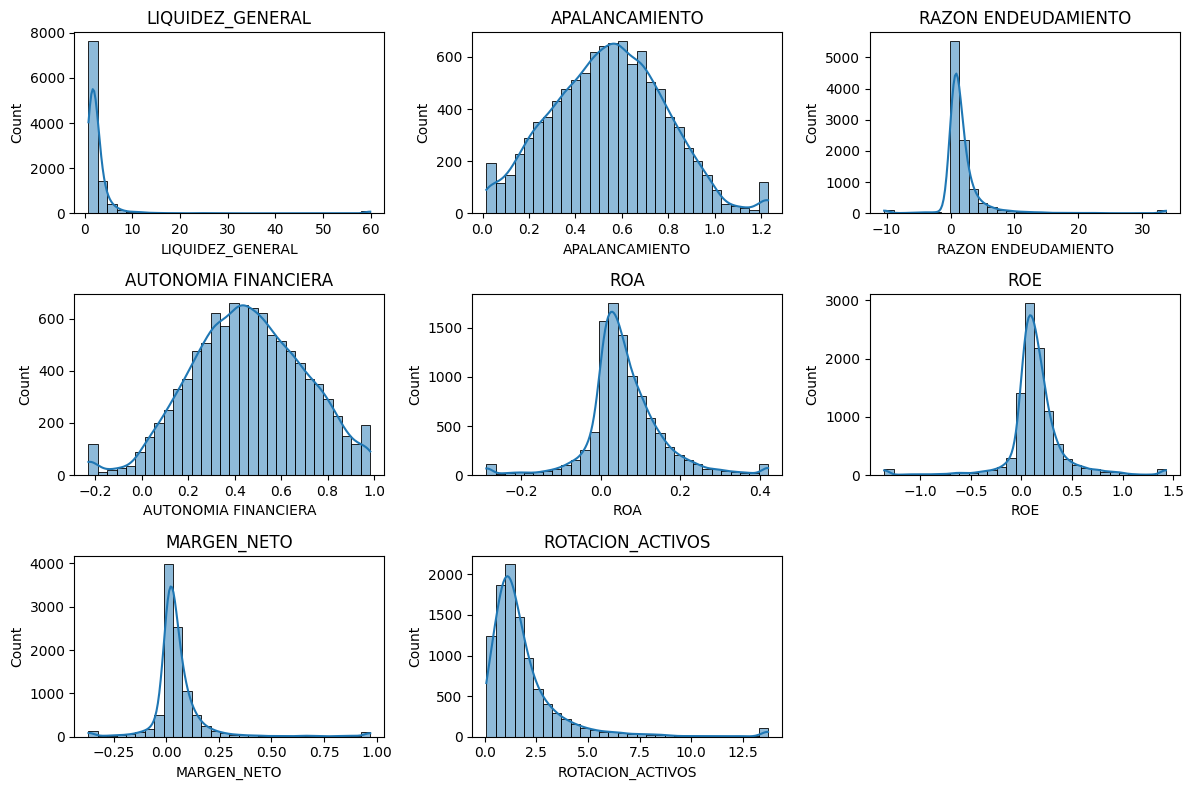 LIQUIDEZ_GENERAL
8000
6000
4000
2000
0
Count
0 10 20 30 40 50 60
LIQUIDEZ_GENERAL
APALANCAMIENTO
600
400
200
0
Count
0.0 0.2 0.4 0.6 0.8 1.0 1.2
APALANCAMIENTO
RAZON ENDEUDAMIENTO
5000
4000
3000
2000
1000
0
Count
−10 0 10 20 30
RAZON ENDEUDAMIENTO
AUTONOMIA FINANCIERA
600
400
200
0
Count
−0.2 0.0 0.2 0.4 0.6 0.8 1.0
AUTONOMIA FINANCIERA
ROA
1500
1000
500
0
Count
−0.2 0.0 0.2 0.4
ROA
ROE
3000
2000
1000
0
Count
−1.0 −0.5 0.0 0.5 1.0 1.5
ROE
MARGEN_NETO
4000
3000
2000
1000
0
Count
−0.25 0.00 0.25 0.50 0.75 1.00
MARGEN_NETO
ROTACION_ACTIVOS
2000
1500
1000
500
0
Count
0.0 2.5 5.0 7.5 10.0 12.5
ROTACION_ACTIVOS